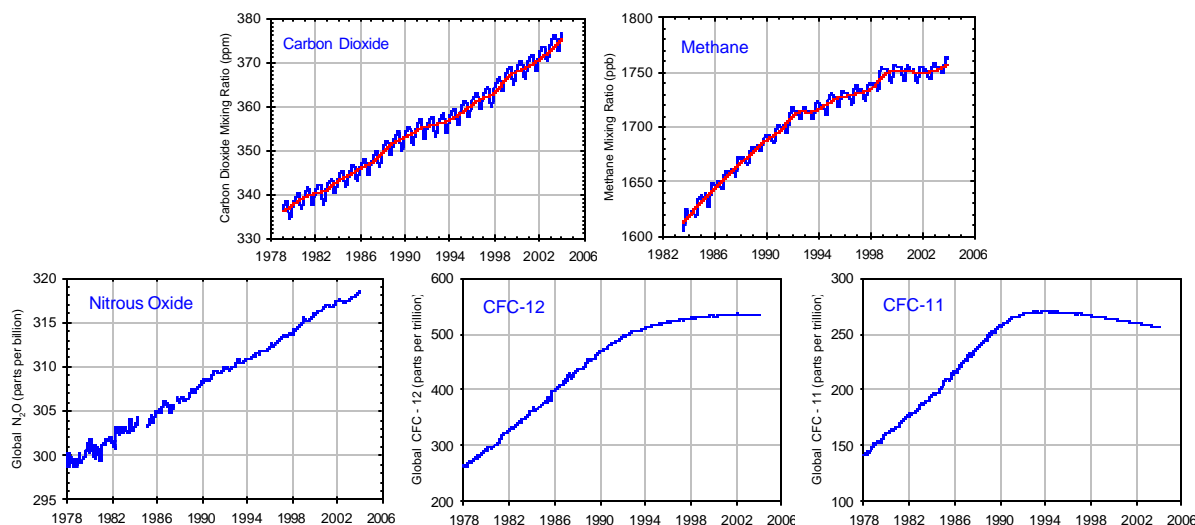 Carbon Dioxide
Carbon Dioxide Mixing Ratio (ppm)
380
370
360
350
340
330
1978 1982 1986 1990 1994 1998 2002 2006
Methane
Methane Mixing Ratio (ppb)
1800
1750
1700
1650
1600
1982 1986 1990 1994 1998 2002 2006
Nitrous Oxide
Global N2O (parts per billion)
320
315
310
305
300
295
1978 1982 1986 1990 1994 1998 2002 2006
CFC-12
Global CFC - 12 (parts per trillion)
600
500
400
300
200
1978 1982 1986 1990 1994 1998 2002 200
CFC-11
Global CFC - 11 (parts per trillion)
300
250
200
150
100
1978 1982 1986 1990 1994 1998 2002 2006